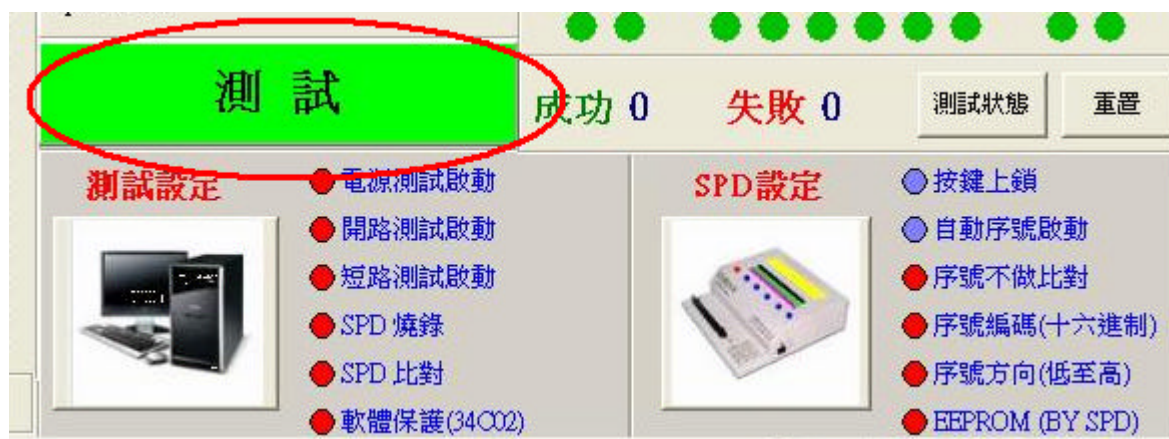 測 試
成功 0 失敗 0 測試狀態 重置
測試設定
電源測試啟動
開路測試啟動
短路測試啟動
SPD 燒錄
SPD 比對
軟體保護(34C02)
SPD設定
按鍵上鎖
自動序號啟動
序號不做比對
序號編碼(十六進制)
序號方向(低至高)
EEPROM (BY SPD)